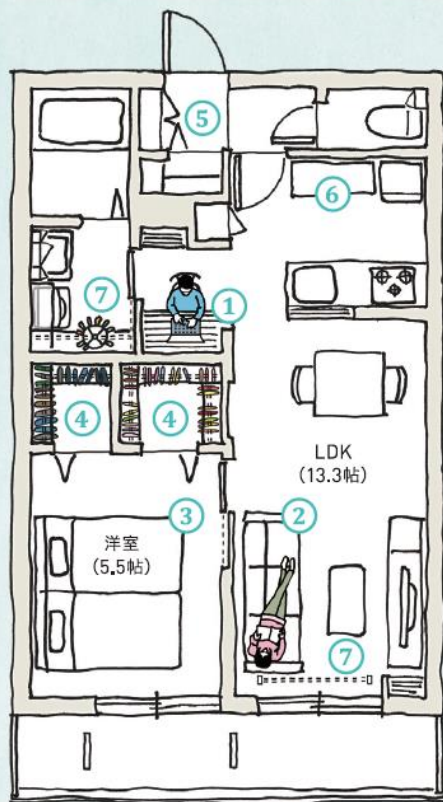 ⑤
⑥
⑦
①
④
④
LDK
(13.3帖)
③
②
洋室
(5.5帖)
⑦